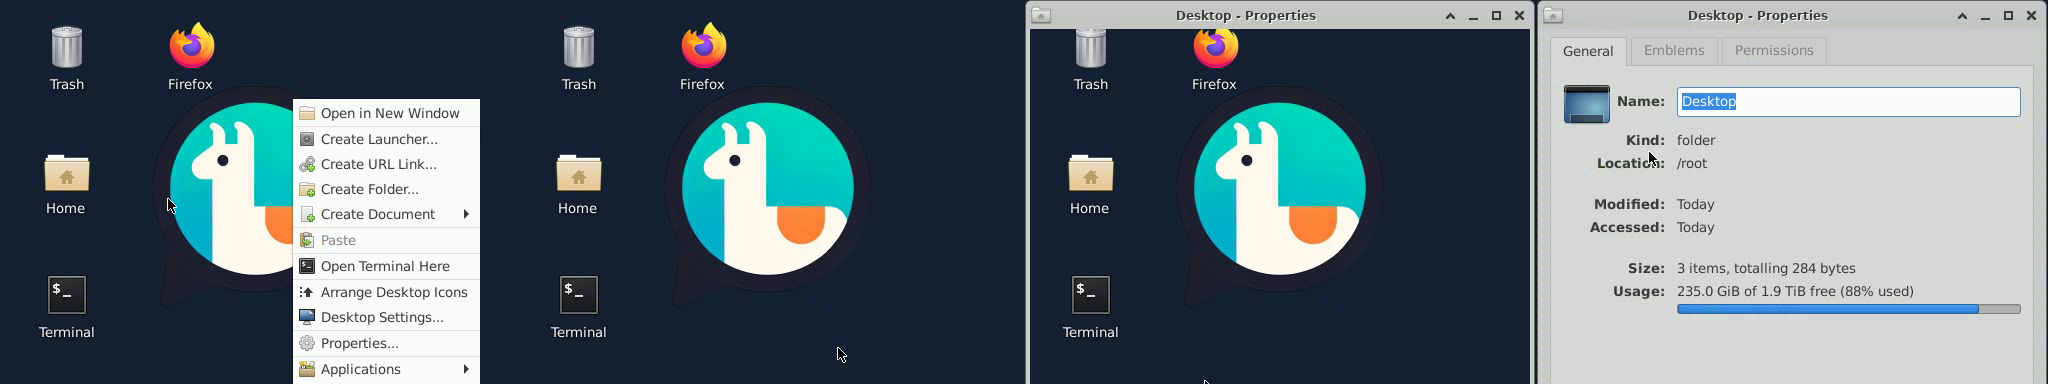 Trash
Firefox
Home
Terminal
Open in New Window
Create Launcher...
Create URL Link...
Create Folder...
Create Document
Paste
Open Terminal Here
Arrange Desktop Icons
Desktop Settings...
Properties...
Applications
Trash
Firefox
Home
Terminal
Desktop - Properties
Trash
Firefox
Home
Terminal
Desktop - Properties
General Emblems Permissions
Name: Desktop
Kind: folder
Location: /root
Modified: Today
Accessed: Today
Size: 3 items, totalling 284 bytes
Usage: 235.0 GiB of 1.9 TiB free (88% used)